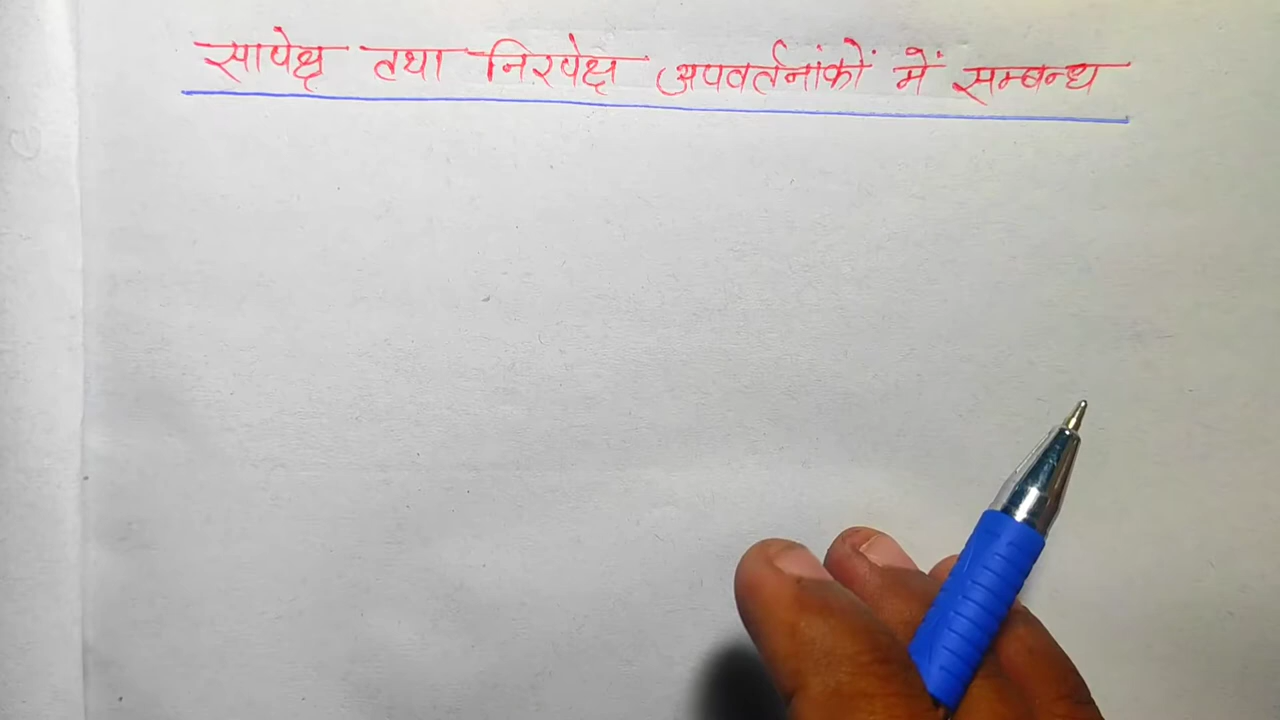 सापेक्ष तथा निरपेक्ष अपवर्तनांकों में सम्बन्ध